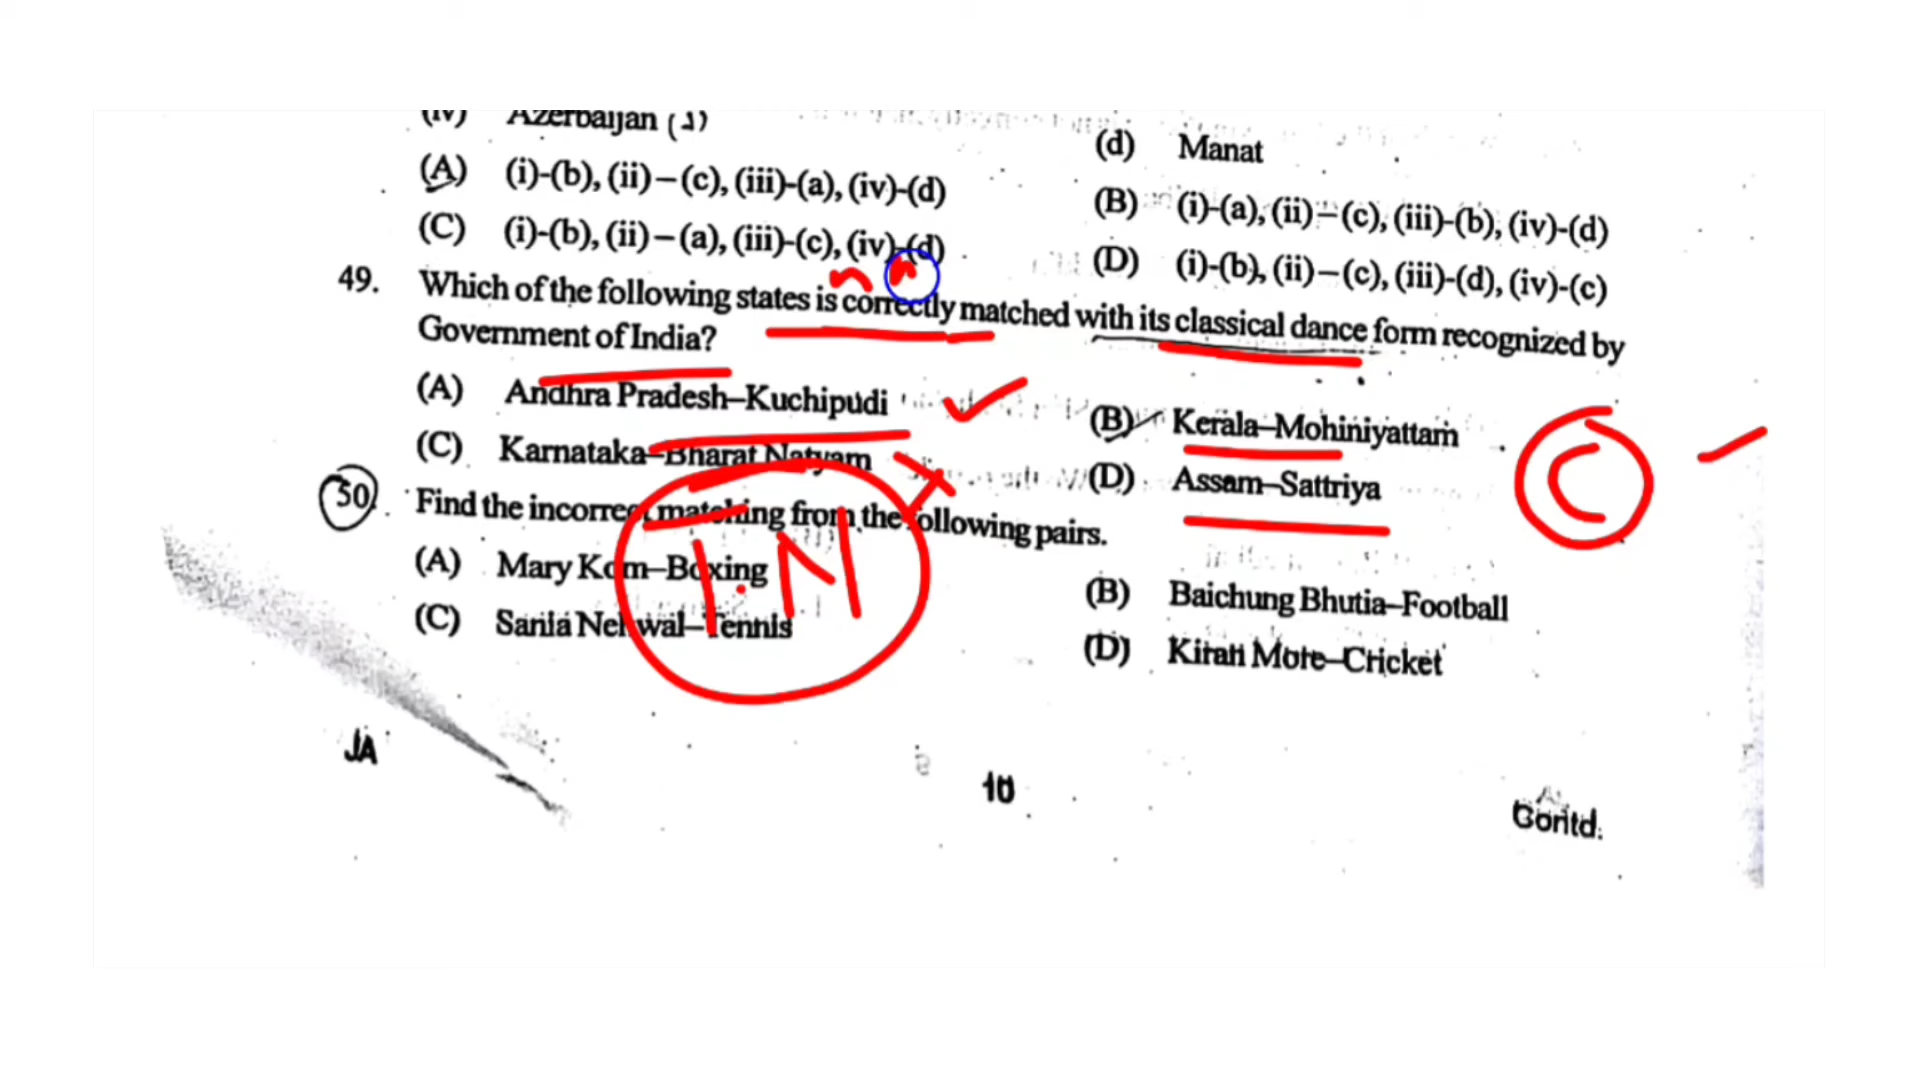 (iv) Azerbaijan
(d) Manat
(A) (i)-(b), (ii)–(c), (iii)-(a), (iv)-(d)
(B) (i)-(a), (ii)–(c), (iii)-(b), (iv)-(d)
(C) (i)-(b), (ii)–(a), (iii)-(c), (iv)-(d)
(D) (i)-(b), (ii)–(c), (iii)-(d), (iv)-(c)
49. Which of the following states is correctly matched with its classical dance form recognized by
Government of India?
(A) Andhra Pradesh–Kuchipudi
(B) Kerala–Mohiniyattam
(C) Karnataka–Bharat Natyam
(D) Assam–Sattriya
C
50. Find the incorrect matching from the following pairs.
I.M
(A) Mary Kom–Boxing
(B) Baichung Bhutia–Football
(C) Sania Nehwal–Tennis
(D) Kiran More–Cricket
JA
10
Contd.